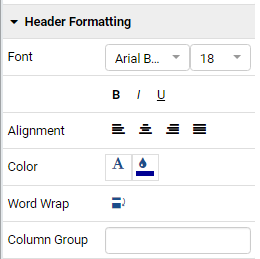 Header Formatting
Font Arial B... 18
B I U
Alignment
Color A
Word Wrap
Column Group